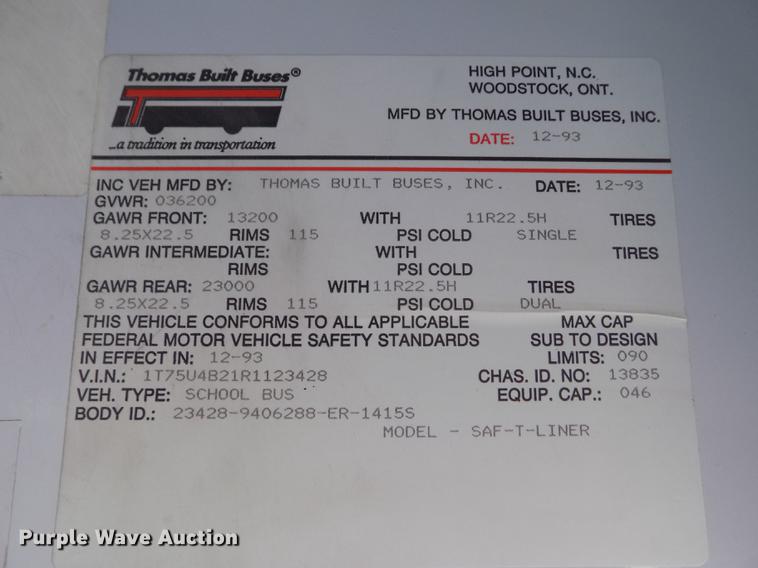 Thomas Built Buses®
...a tradition in transportation
HIGH POINT, N.C.
WOODSTOCK, ONT.
MFD BY THOMAS BUILT BUSES, INC.
DATE: 12-93
INC VEH MFD BY: THOMAS BUILT BUSES, INC. DATE: 12-93
GVWR: 036200
GAWR FRONT: 13200 WITH 11R22.5H TIRES
8.25X22.5 RIMS 115 PSI COLD SINGLE
GAWR INTERMEDIATE: WITH TIRES
RIMS PSI COLD
GAWR REAR: 23000 WITH 11R22.5H TIRES
8.25X22.5 RIMS 115 PSI COLD DUAL
THIS VEHICLE CONFORMS TO ALL APPLICABLE MAX CAP
FEDERAL MOTOR VEHICLE SAFETY STANDARDS SUB TO DESIGN
IN EFFECT IN: 12-93 LIMITS: 090
V.I.N.: 1T75U4B21R1123428 CHAS. ID. NO: 13835
VEH. TYPE: SCHOOL BUS EQUIP. CAP.: 046
BODY ID.: 23428-9406288-ER-1415S
MODEL - SAF-T-LINER
Purple Wave Auction